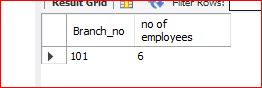 Result Grid Filter Rows:
Branch_no no of
employees
101 6